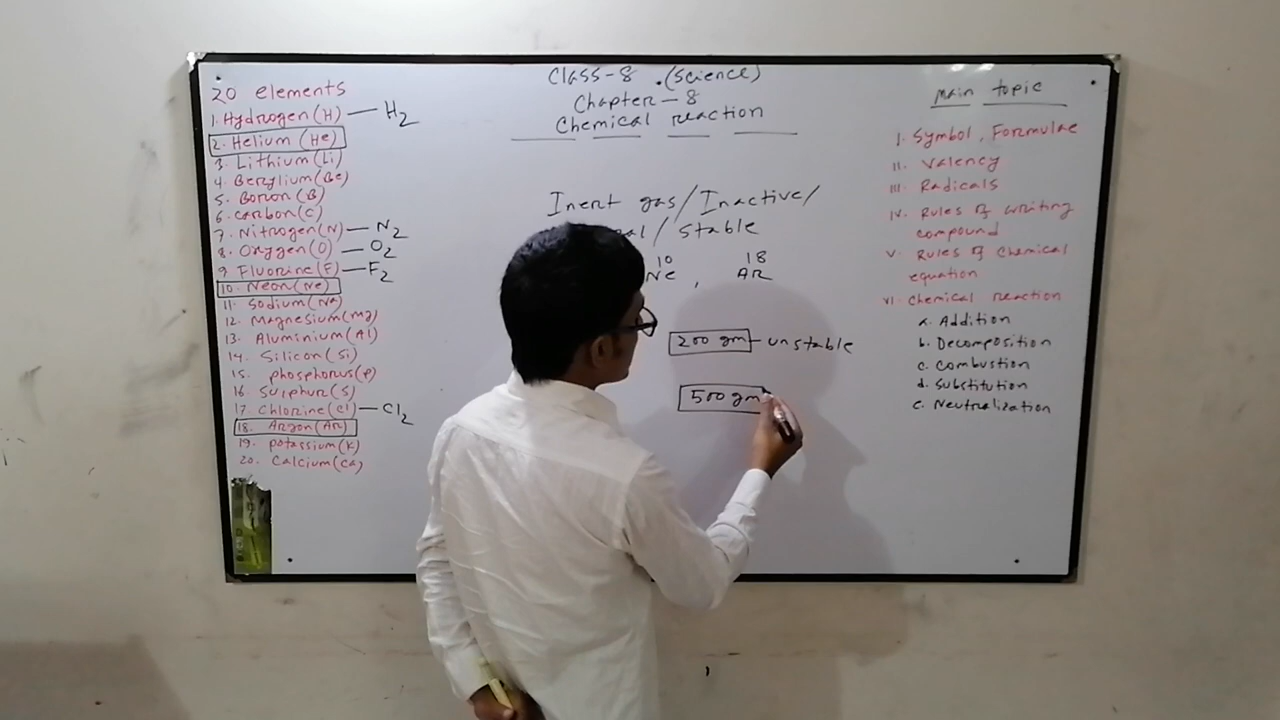 20 elements
1. Hydrogen (H) — H2
2. Helium (He)
3. Lithium (Li)
4. Berylium (Be)
5. Boron (B)
6. Carbon (C)
7. Nitrogen (N) — N2
8. Oxygen (O) — O2
9. Fluorine (F) — F2
10. Neon (Ne)
11. Sodium (Na)
12. Magnesium (Mg)
13. Aluminium (Al)
14. Silicon (Si)
15. phosphorus (P)
16. Sulphur (S)
17. Chlorine (Cl) — Cl2
18. Argon (Ar)
19. potassium (K)
20. Calcium (Ca)
Class-8 (Science)
Chapter-8
Chemical reaction
Inert gas/Inactive/
/ Stable
10 18
Ne, Ar
200 gm — unstable
500 gm
main topic
I. Symbol, Formulae
II. Valency
III. Radicals
IV. Rules of writing
compound
V. Rules of Chemical
equation
VI. Chemical reaction
a. Addition
b. Decomposition
c. Combustion
d. Substitution
e. Neutralization